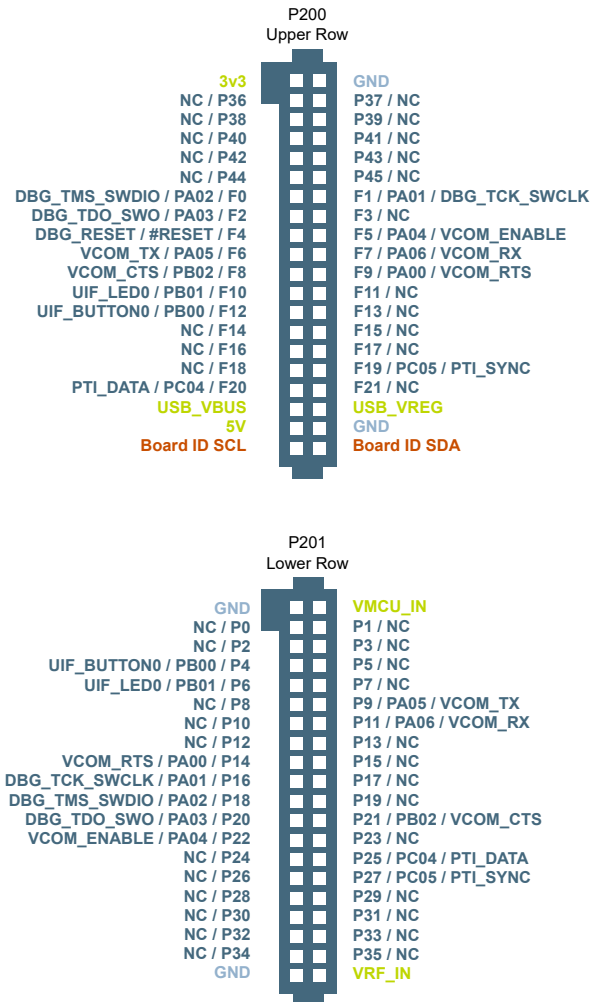 P200
Upper Row
3v3 GND
NC / P36 P37 / NC
NC / P38 P39 / NC
NC / P40 P41 / NC
NC / P42 P43 / NC
NC / P44 P45 / NC
DBG_TMS_SWDIO / PA02 / F0 F1 / PA01 / DBG_TCK_SWCLK
DBG_TDO_SWO / PA03 / F2 F3 / NC
DBG_RESET / #RESET / F4 F5 / PA04 / VCOM_ENABLE
VCOM_TX / PA05 / F6 F7 / PA06 / VCOM_RX
VCOM_CTS / PB02 / F8 F9 / PA00 / VCOM_RTS
UIF_LED0 / PB01 / F10 F11 / NC
UIF_BUTTON0 / PB00 / F12 F13 / NC
NC / F14 F15 / NC
NC / F16 F17 / NC
NC / F18 F19 / PC05 / PTI_SYNC
PTI_DATA / PC04 / F20 F21 / NC
USB_VBUS USB_VREG
5V GND
Board ID SCL Board ID SDA
P201
Lower Row
GND VMCU_IN
NC / P0 P1 / NC
NC / P2 P3 / NC
UIF_BUTTON0 / PB00 / P4 P5 / NC
UIF_LED0 / PB01 / P6 P7 / NC
NC / P8 P9 / PA05 / VCOM_TX
NC / P10 P11 / PA06 / VCOM_RX
NC / P12 P13 / NC
VCOM_RTS / PA00 / P14 P15 / NC
DBG_TCK_SWCLK / PA01 / P16 P17 / NC
DBG_TMS_SWDIO / PA02 / P18 P19 / NC
DBG_TDO_SWO / PA03 / P20 P21 / PB02 / VCOM_CTS
VCOM_ENABLE / PA04 / P22 P23 / NC
NC / P24 P25 / PC04 / PTI_DATA
NC / P26 P27 / PC05 / PTI_SYNC
NC / P28 P29 / NC
NC / P30 P31 / NC
NC / P32 P33 / NC
NC / P34 P35 / NC
GND VRF_IN